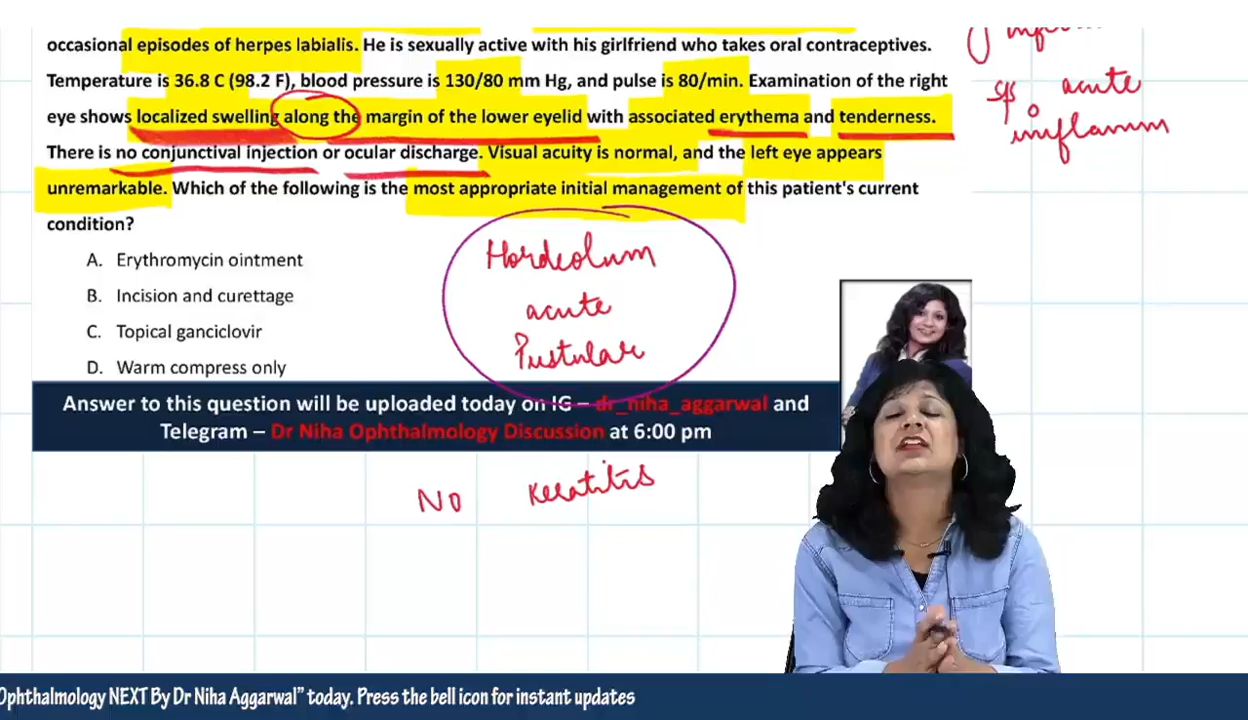 occasional episodes of herpes labialis. He is sexually active with his girlfriend who takes oral contraceptives.
Temperature is 36.8 C (98.2 F), blood pressure is 130/80 mm Hg, and pulse is 80/min. Examination of the right
eye shows localized swelling along the margin of the lower eyelid with associated erythema and tenderness.
There is no conjunctival injection or ocular discharge. Visual acuity is normal, and the left eye appears
unremarkable. Which of the following is the most appropriate initial management of this patient's current
condition?
acute
inflamm
A. Erythromycin ointment
B. Incision and curettage
C. Topical ganciclovir
D. Warm compress only
Hordeolum
acute
Pustular
Answer to this question will be uploaded today on IG – dr_niha_aggarwal and
Telegram – Dr Niha Ophthalmology Discussion at 6:00 pm
No Keratitis
Ophthalmology NEXT By Dr Niha Aggarwal” today. Press the bell icon for instant updates